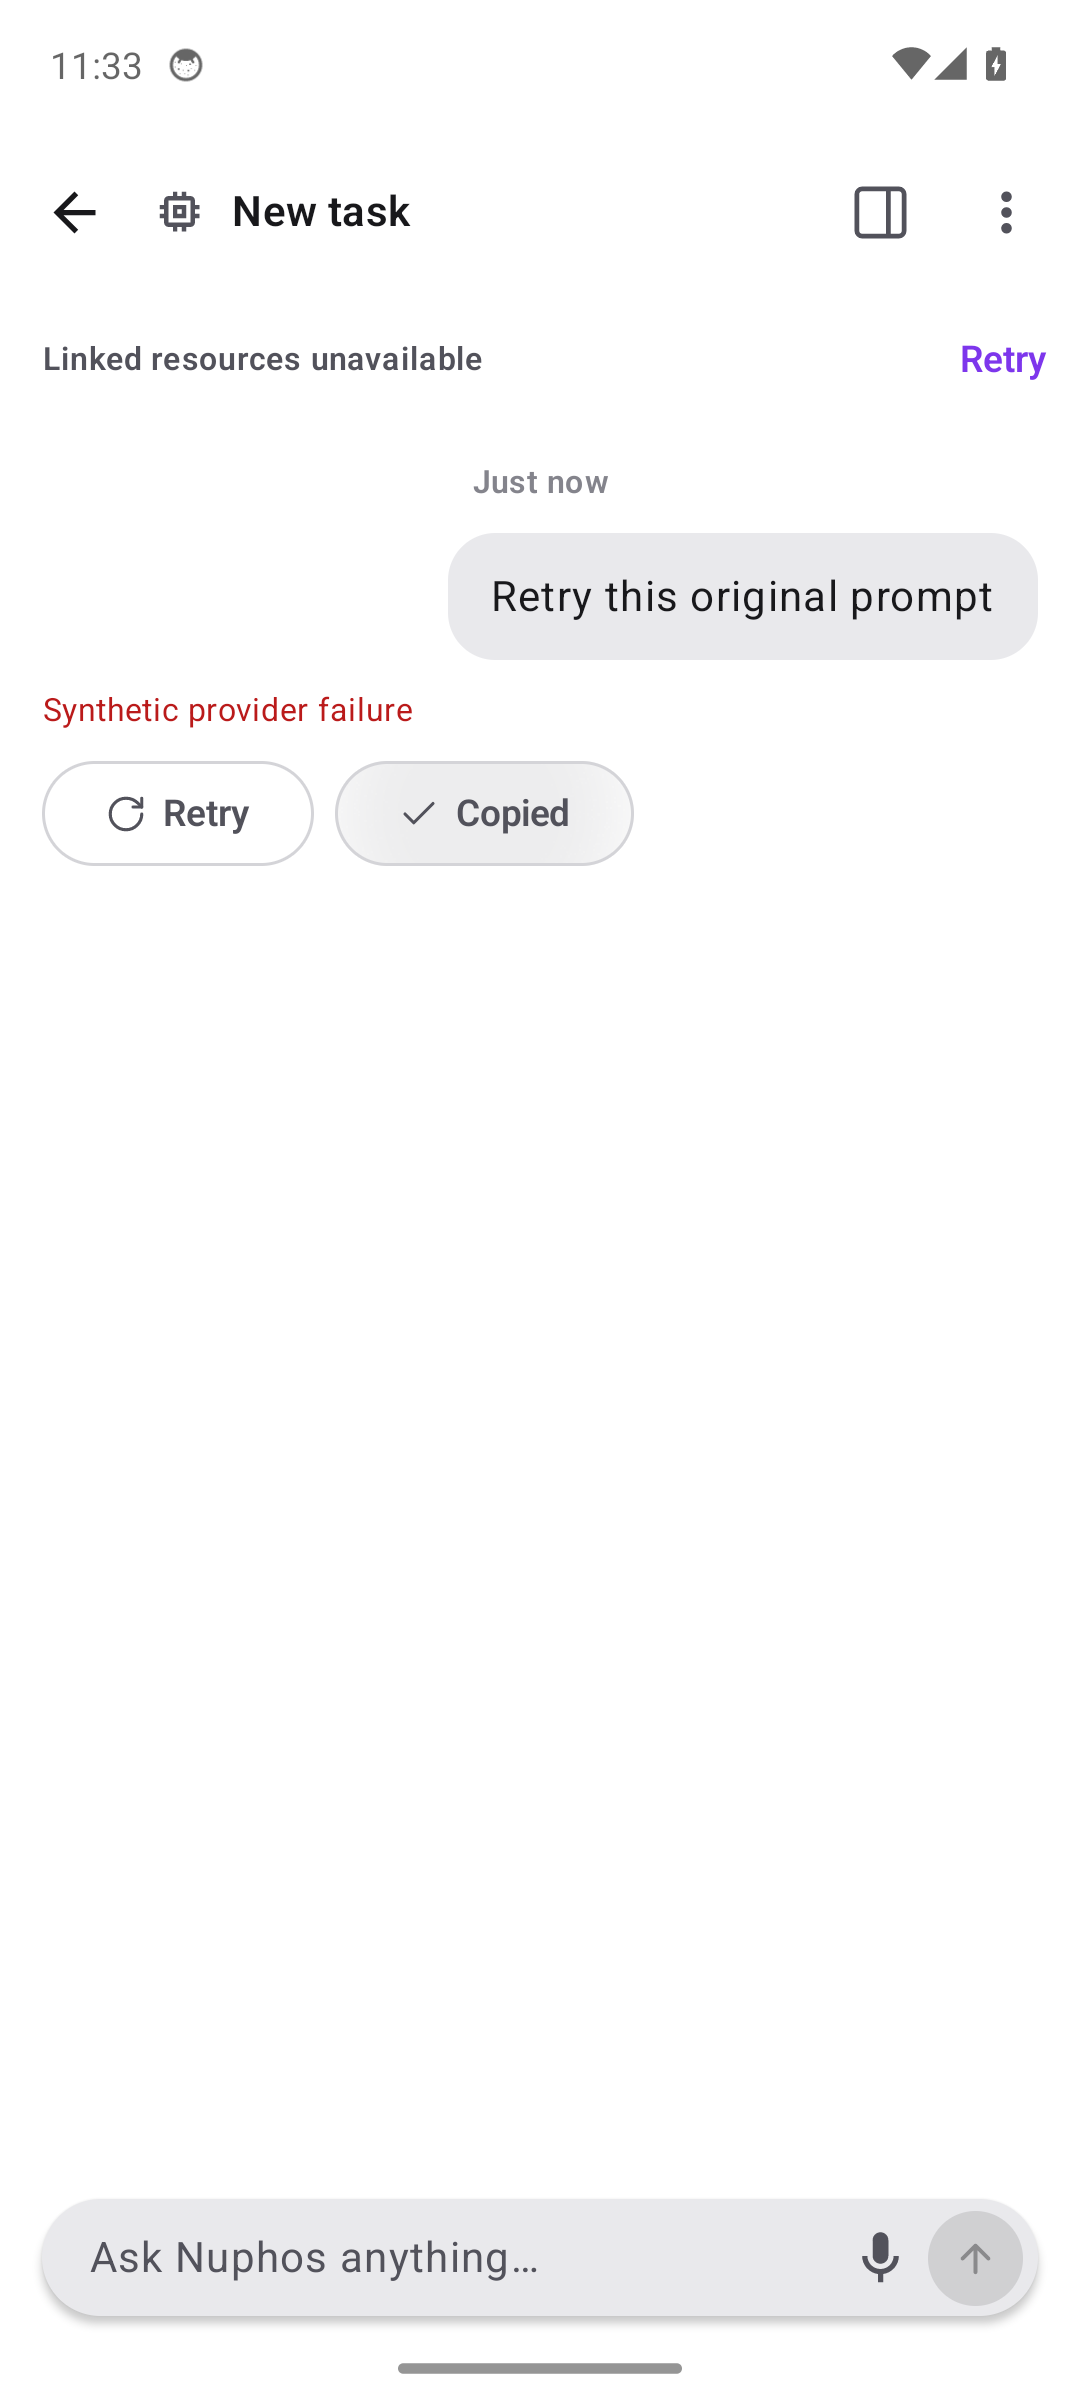 11:33
New task
Linked resources unavailable
Retry
Just now
Retry this original prompt
Synthetic provider failure
Retry
Copied
Ask Nuphos anything…